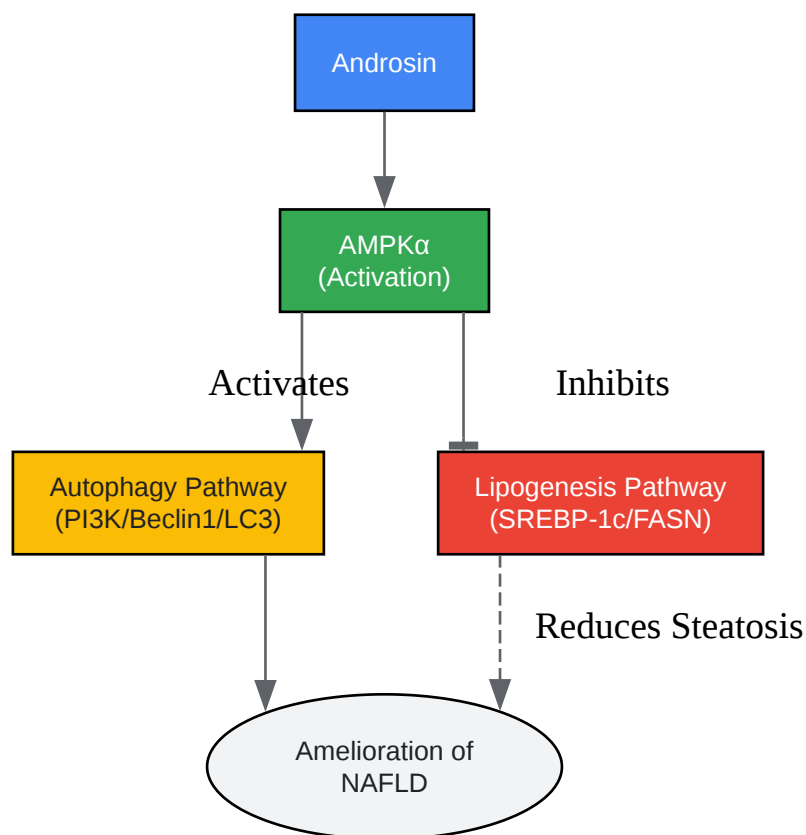 Androsin
AMPKα
(Activation)
Activates
Inhibits
Autophagy Pathway
(PI3K/Beclin1/LC3)
Lipogenesis Pathway
(SREBP-1c/FASN)
Reduces Steatosis
Amelioration of
NAFLD